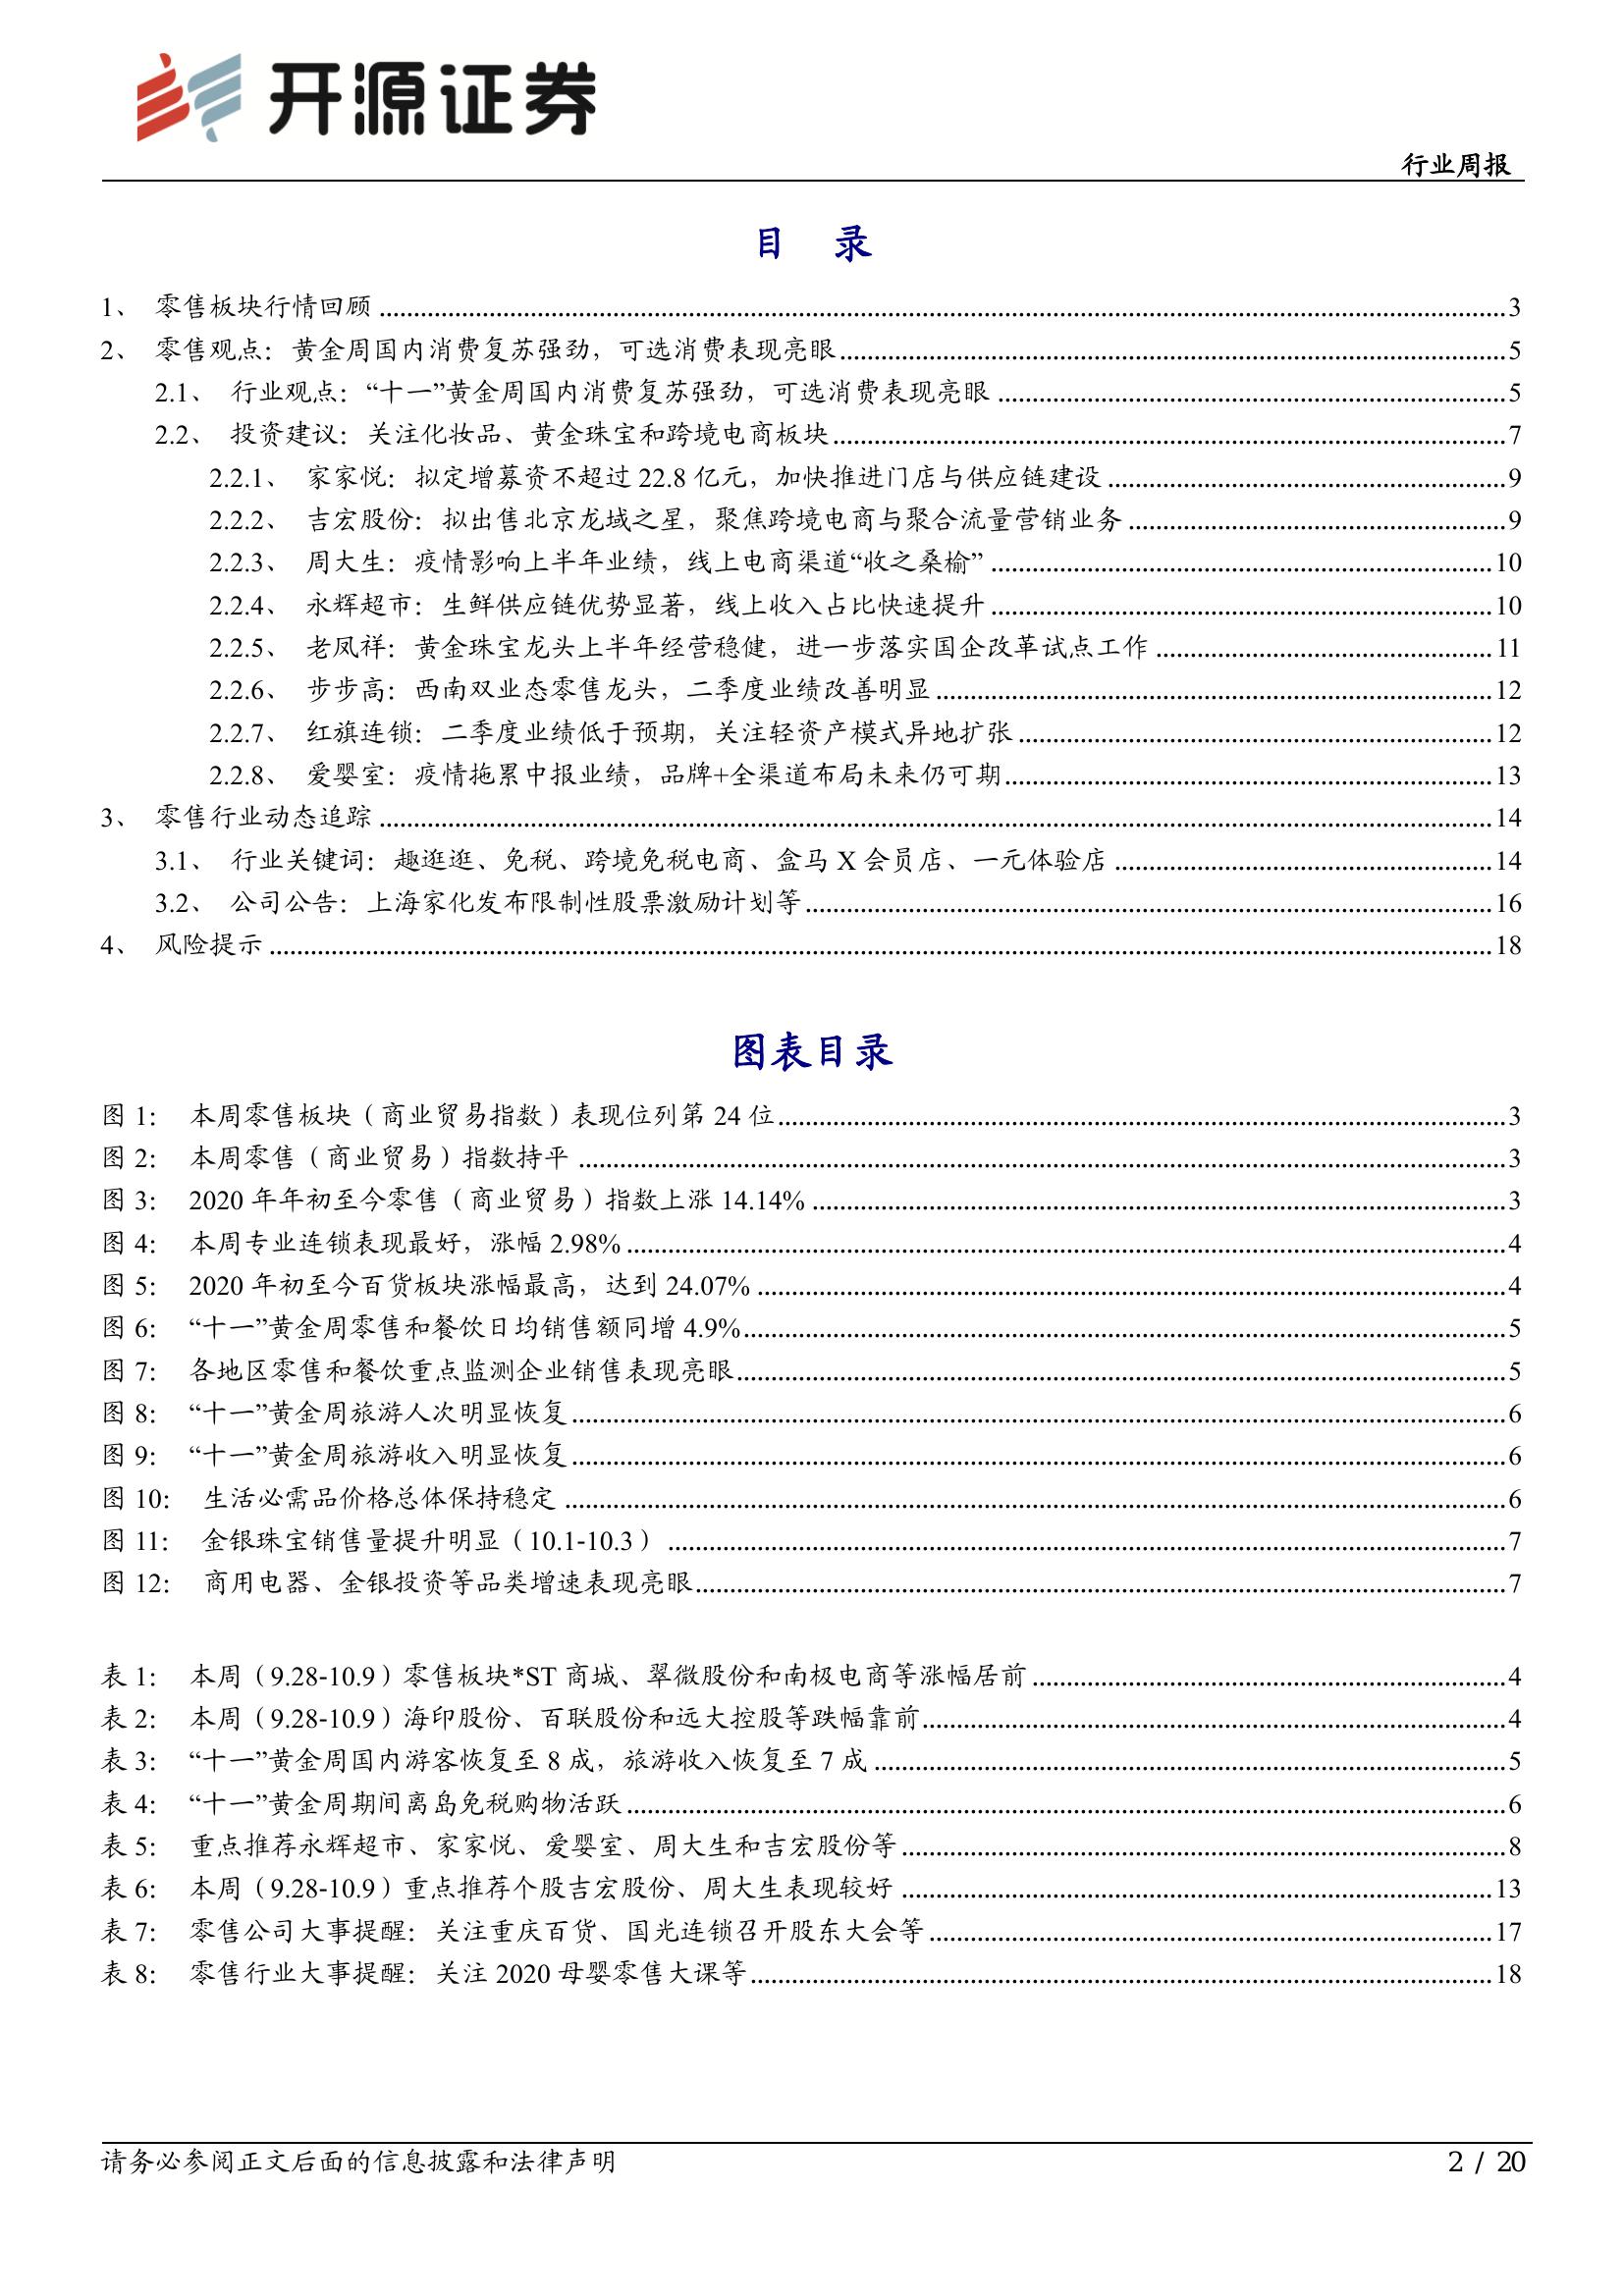 开源证券
行业周报
目 录
1、 零售板块行情回顾 3
2、 零售观点：黄金周国内消费复苏强劲，可选消费表现亮眼 5
2.1、 行业观点：“十一”黄金周国内消费复苏强劲，可选消费表现亮眼 5
2.2、 投资建议：关注化妆品、黄金珠宝和跨境电商板块 7
2.2.1、 家家悦：拟定增募资不超过 22.8 亿元，加快推进门店与供应链建设 9
2.2.2、 吉宏股份：拟出售北京龙域之星，聚焦跨境电商与聚合流量营销业务 9
2.2.3、 周大生：疫情影响上半年业绩，线上电商渠道“收之桑榆” 10
2.2.4、 永辉超市：生鲜供应链优势显著，线上收入占比快速提升 10
2.2.5、 老凤祥：黄金珠宝龙头上半年经营稳健，进一步落实国企改革试点工作 11
2.2.6、 步步高：西南双业态零售龙头，二季度业绩改善明显 12
2.2.7、 红旗连锁：二季度业绩低于预期，关注轻资产模式异地扩张 12
2.2.8、 爱婴室：疫情拖累中报业绩，品牌+全渠道布局未来仍可期 13
3、 零售行业动态追踪 14
3.1、 行业关键词：趣逛逛、免税、跨境免税电商、盒马 X 会员店、一元体验店 14
3.2、 公司公告：上海家化发布限制性股票激励计划等 16
4、 风险提示 18
图表目录
图 1： 本周零售板块（商业贸易指数）表现位列第 24 位 3
图 2： 本周零售（商业贸易）指数持平 3
图 3： 2020 年年初至今零售（商业贸易）指数上涨 14.14% 3
图 4： 本周专业连锁表现最好，涨幅 2.98% 4
图 5： 2020 年初至今百货板块涨幅最高，达到 24.07% 4
图 6： “十一”黄金周零售和餐饮日均销售额同增 4.9% 5
图 7： 各地区零售和餐饮重点监测企业销售表现亮眼 5
图 8： “十一”黄金周旅游人次明显恢复 6
图 9： “十一”黄金周旅游收入明显恢复 6
图 10： 生活必需品价格总体保持稳定 6
图 11： 金银珠宝销售量提升明显（10.1-10.3） 7
图 12： 商用电器、金银投资等品类增速表现亮眼 7
表 1： 本周（9.28-10.9）零售板块*ST 商城、翠微股份和南极电商等涨幅居前 4
表 2： 本周（9.28-10.9）海印股份、百联股份和远大控股等跌幅靠前 4
表 3： “十一”黄金周国内游客恢复至 8 成，旅游收入恢复至 7 成 5
表 4： “十一”黄金周期间离岛免税购物活跃 6
表 5： 重点推荐永辉超市、家家悦、爱婴室、周大生和吉宏股份等 8
表 6： 本周（9.28-10.9）重点推荐个股吉宏股份、周大生表现较好 13
表 7： 零售公司大事提醒：关注重庆百货、国光连锁召开股东大会等 17
表 8： 零售行业大事提醒：关注 2020 母婴零售大课等 18
请务必参阅正文后面的信息披露和法律声明 2 / 20